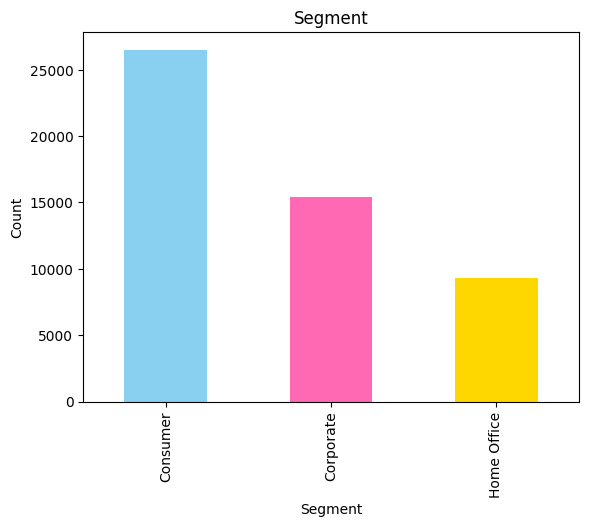 Segment
25000
20000
15000
10000
5000
0
Count
Consumer
Corporate
Home Office
Segment